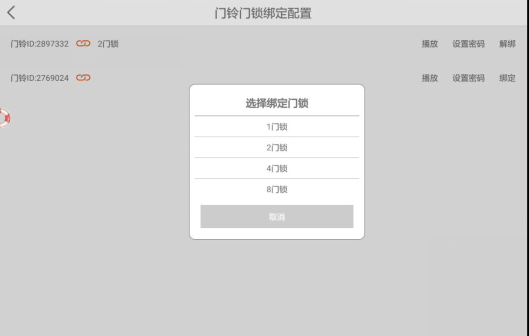 门铃门锁绑定配置
门铃ID:2897332 2门锁 播放 设置密码 解绑
门铃ID:2769024 播放 设置密码 绑定
选择绑定门锁
1门锁
2门锁
4门锁
8门锁
取消